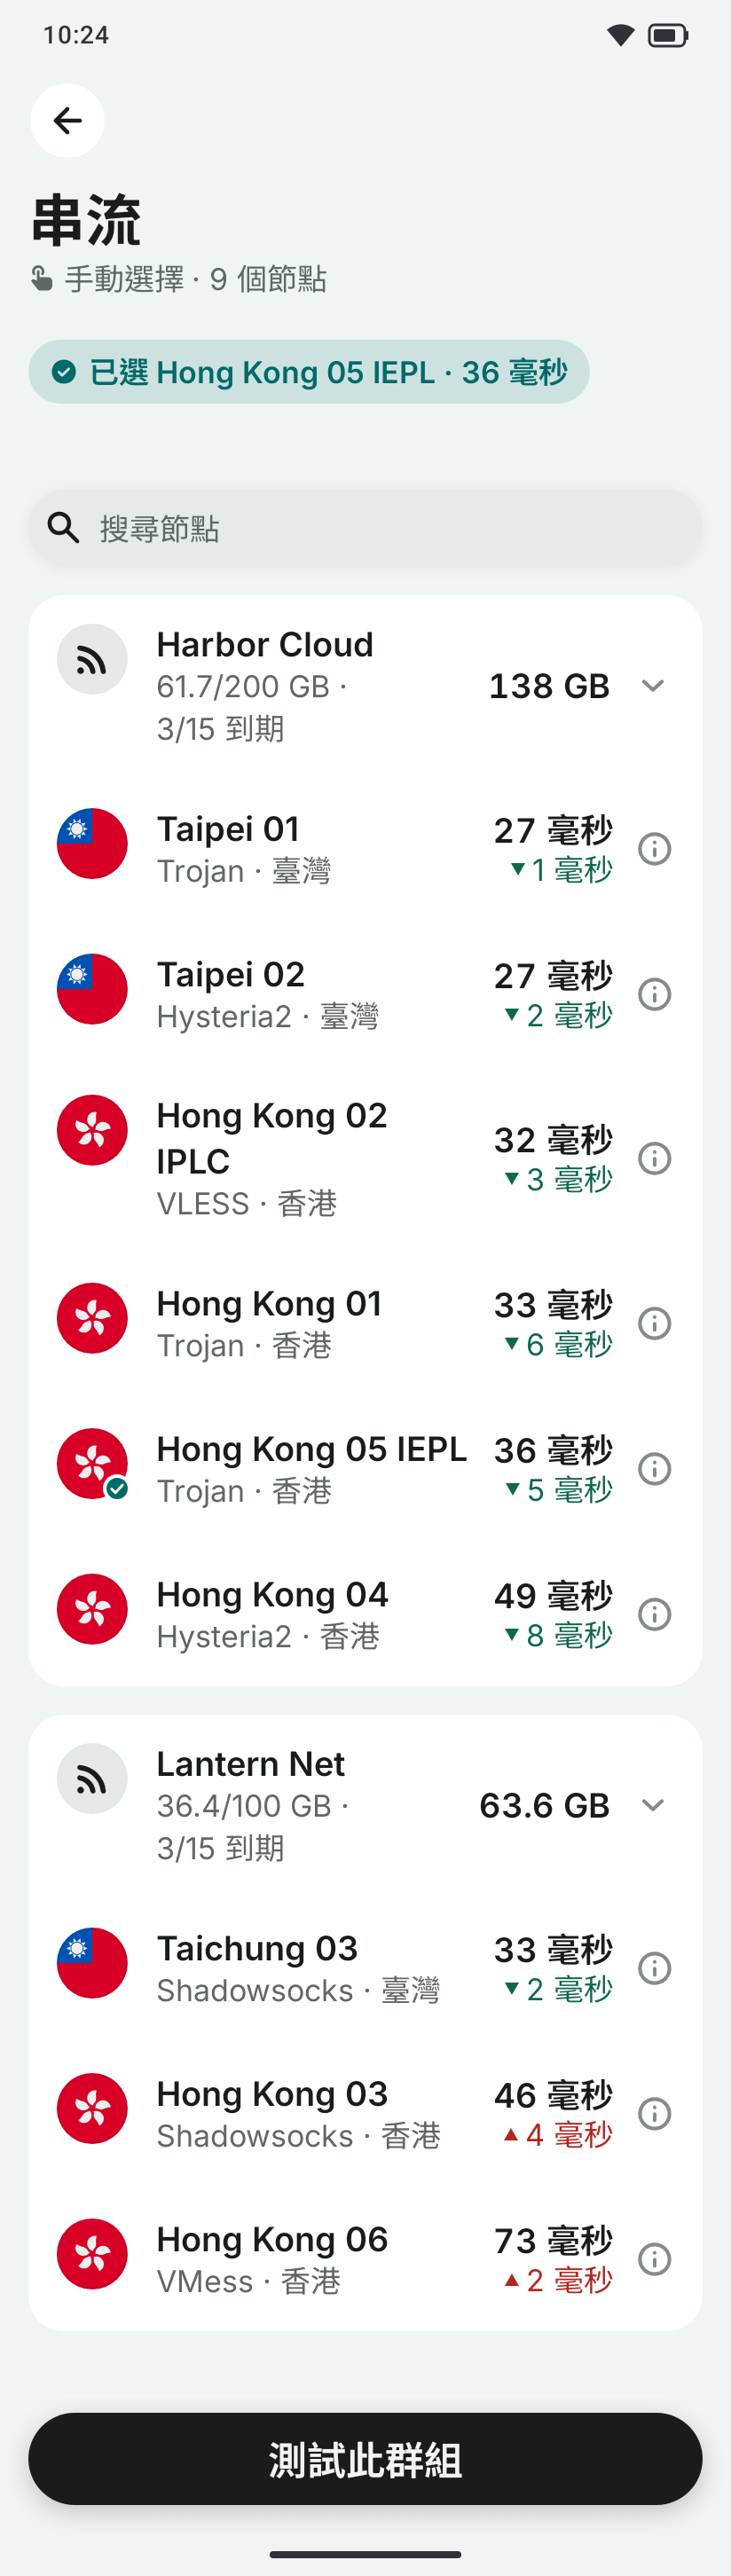 10:24
串流
手動選擇 · 9 個節點
已選 Hong Kong 05 IEPL · 36 毫秒
搜尋節點
Harbor Cloud
61.7/200 GB ·
3/15 到期
138 GB
Taipei 01
Trojan · 臺灣
27 毫秒
▼1 毫秒
Taipei 02
Hysteria2 · 臺灣
27 毫秒
▼2 毫秒
Hong Kong 02
IPLC
VLESS · 香港
32 毫秒
▼3 毫秒
Hong Kong 01
Trojan · 香港
33 毫秒
▼6 毫秒
Hong Kong 05 IEPL
Trojan · 香港
36 毫秒
▼5 毫秒
Hong Kong 04
Hysteria2 · 香港
49 毫秒
▼8 毫秒
Lantern Net
36.4/100 GB ·
3/15 到期
63.6 GB
Taichung 03
Shadowsocks · 臺灣
33 毫秒
▼2 毫秒
Hong Kong 03
Shadowsocks · 香港
46 毫秒
▲4 毫秒
Hong Kong 06
VMess · 香港
73 毫秒
▲2 毫秒
測試此群組